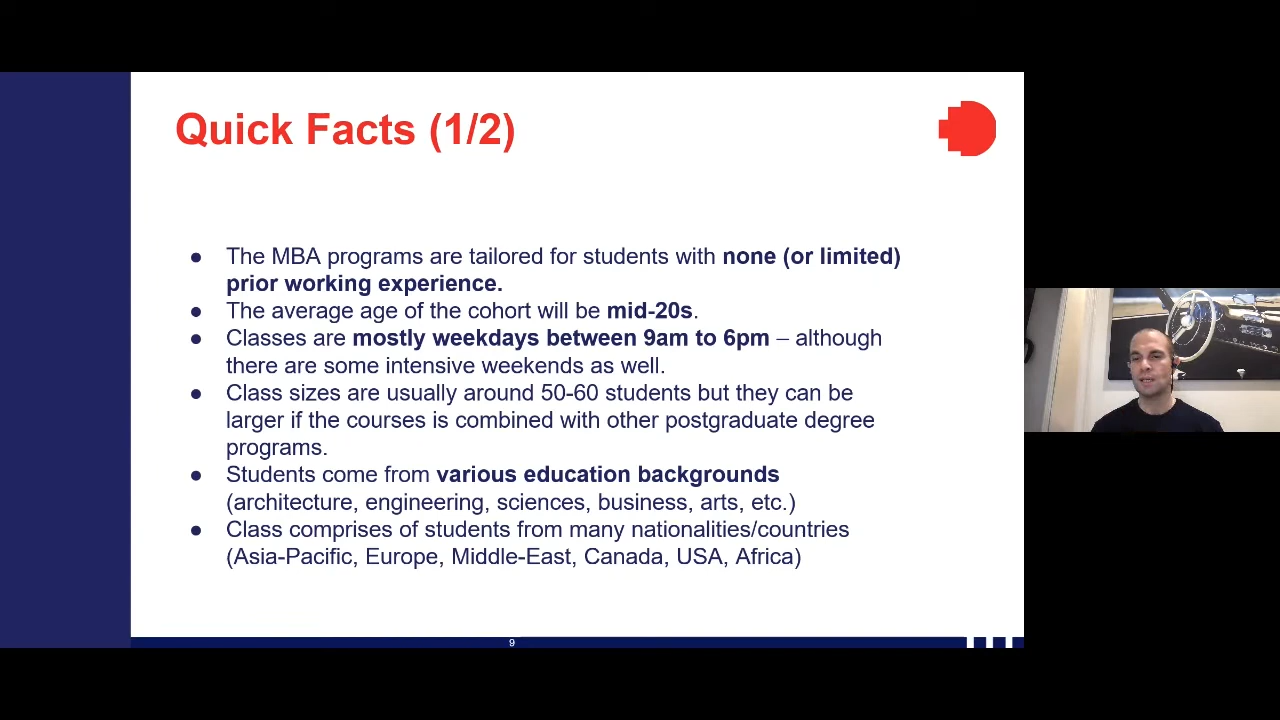 Quick Facts (1/2)
● The MBA programs are tailored for students with none (or limited)
prior working experience.
● The average age of the cohort will be mid-20s.
● Classes are mostly weekdays between 9am to 6pm – although
there are some intensive weekends as well.
● Class sizes are usually around 50-60 students but they can be
larger if the courses is combined with other postgraduate degree
programs.
● Students come from various education backgrounds
(architecture, engineering, sciences, business, arts, etc.)
● Class comprises of students from many nationalities/countries
(Asia-Pacific, Europe, Middle-East, Canada, USA, Africa)
9